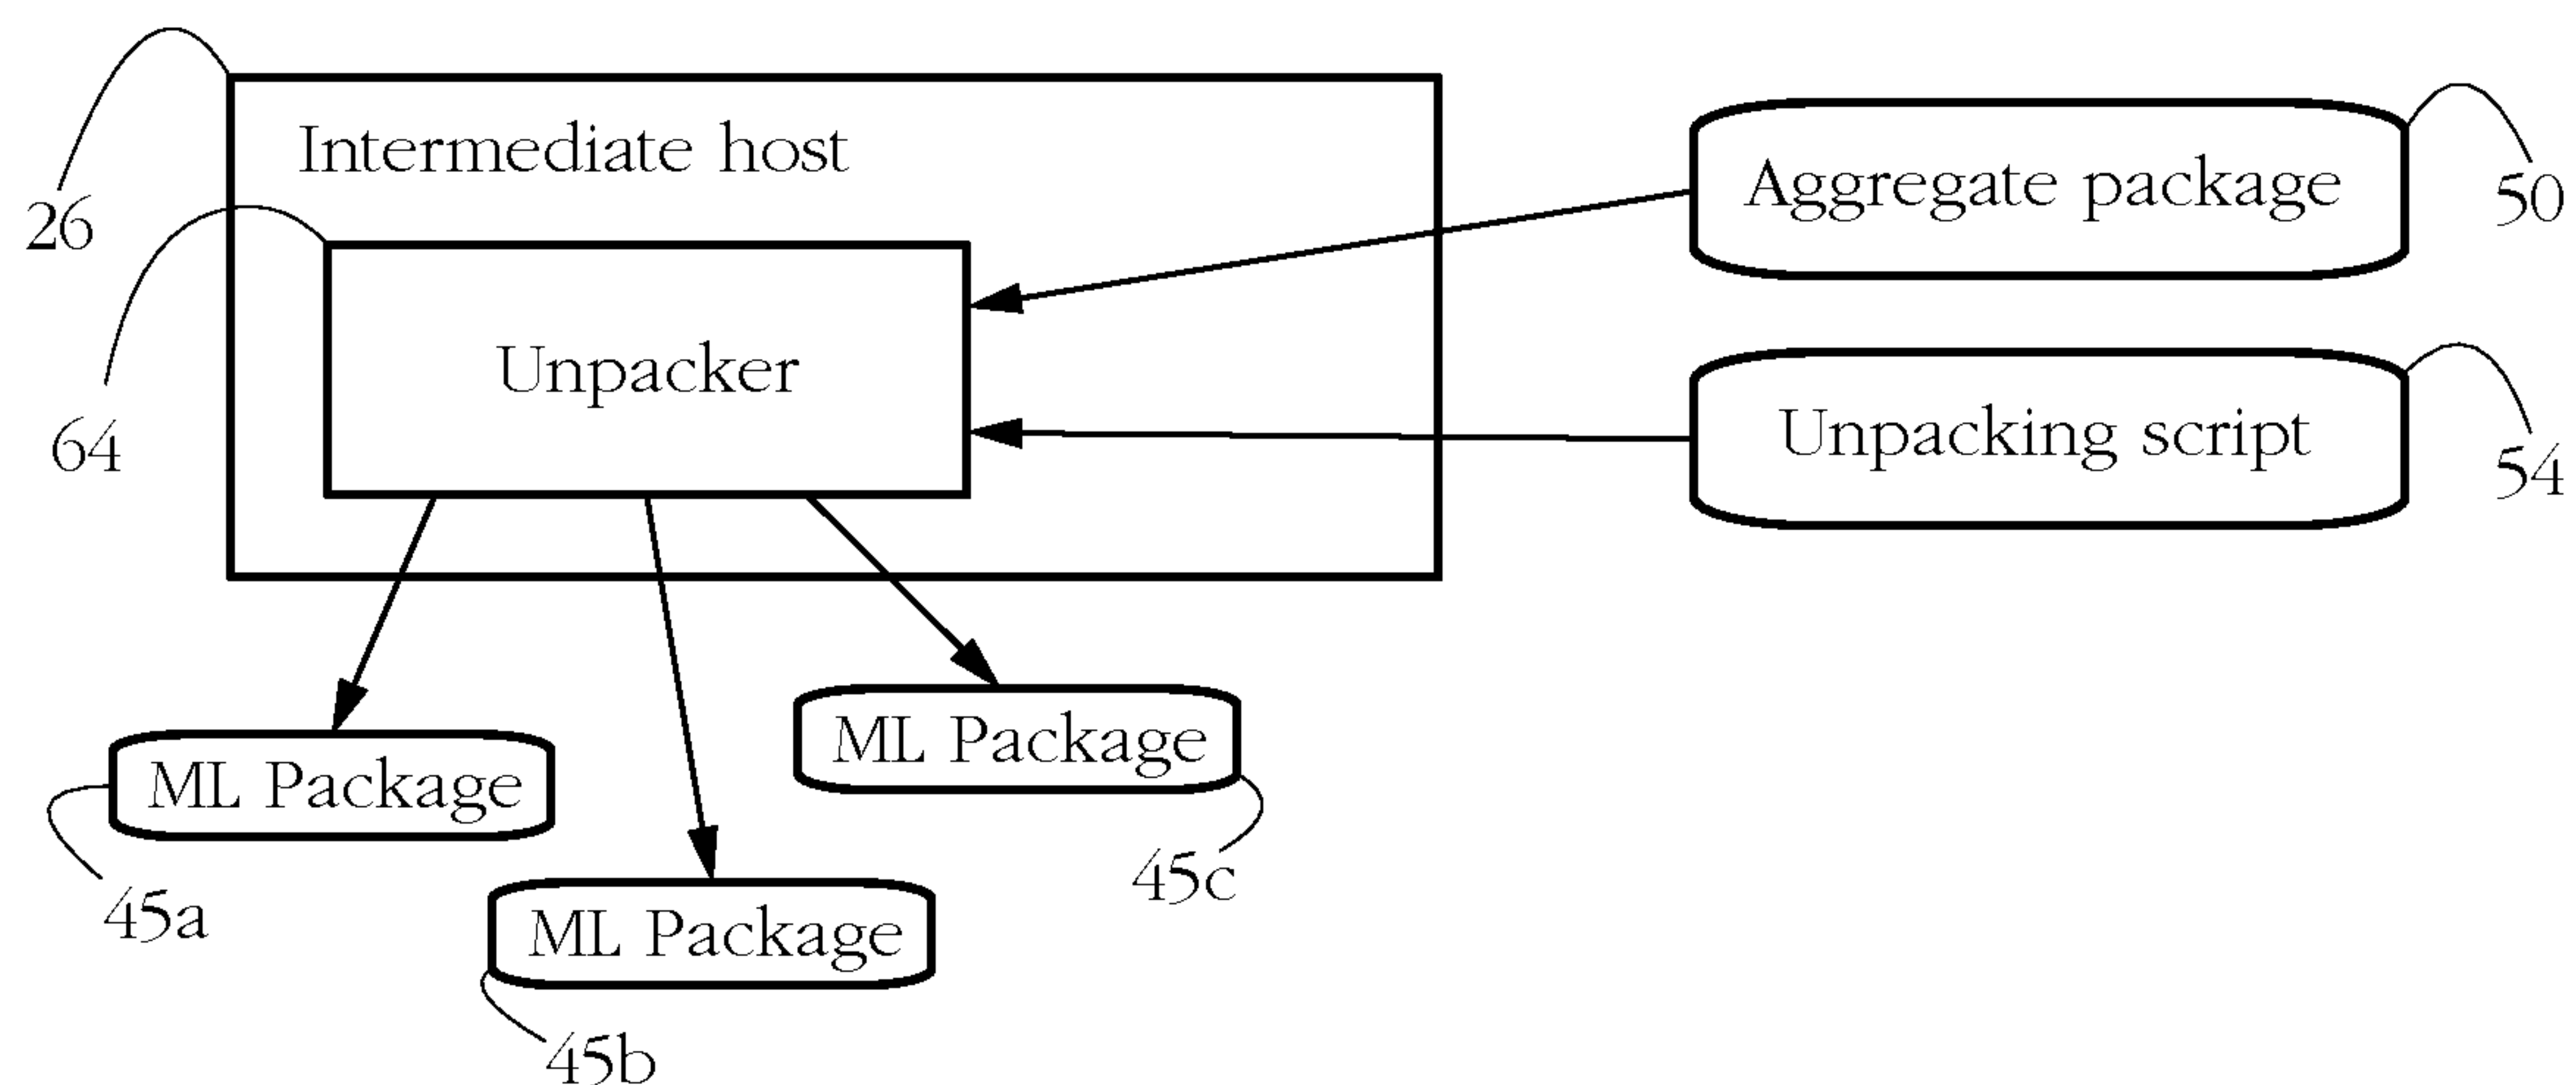 Intermediate host
Aggregate package
26
50
Unpacker
Unpacking script
64
54
ML Package
ML Package
45c
45a
ML Package
45b